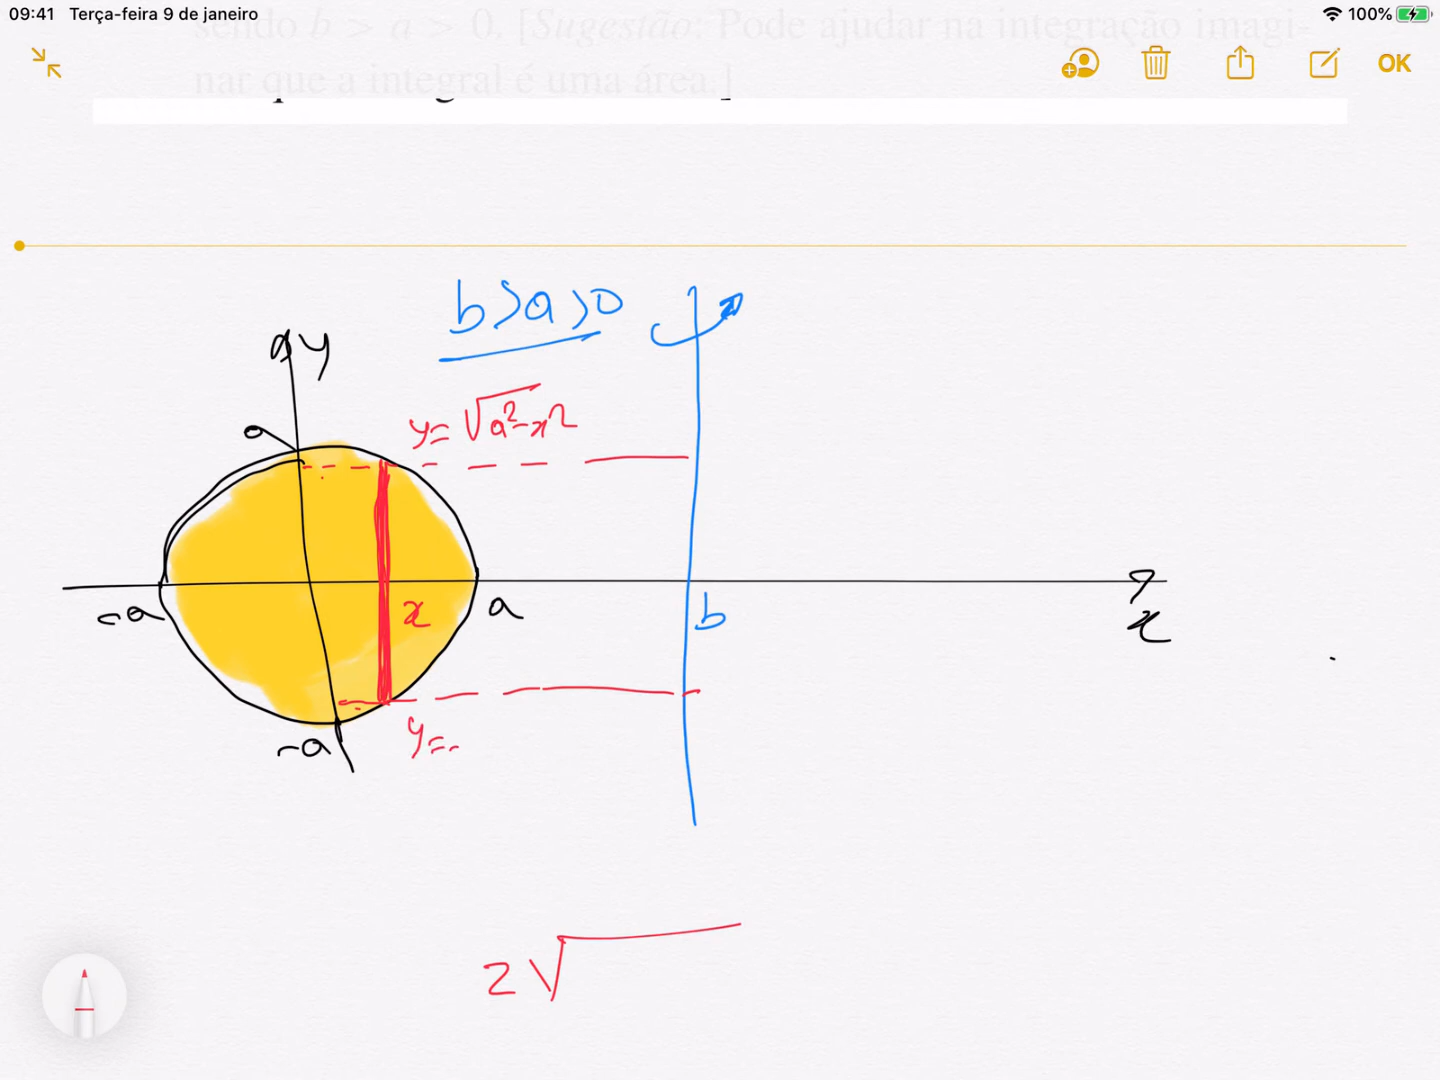 09:41 Terça-feira 9 de janeiro 100%
sendo b > a > 0. [Sugestão: Pode ajudar na integração imagi-
nar que a integral é uma área.]
OK
b>a>0
y
y=√a²-x²
a
-a
x
a
b
x
-a
y=-
2√